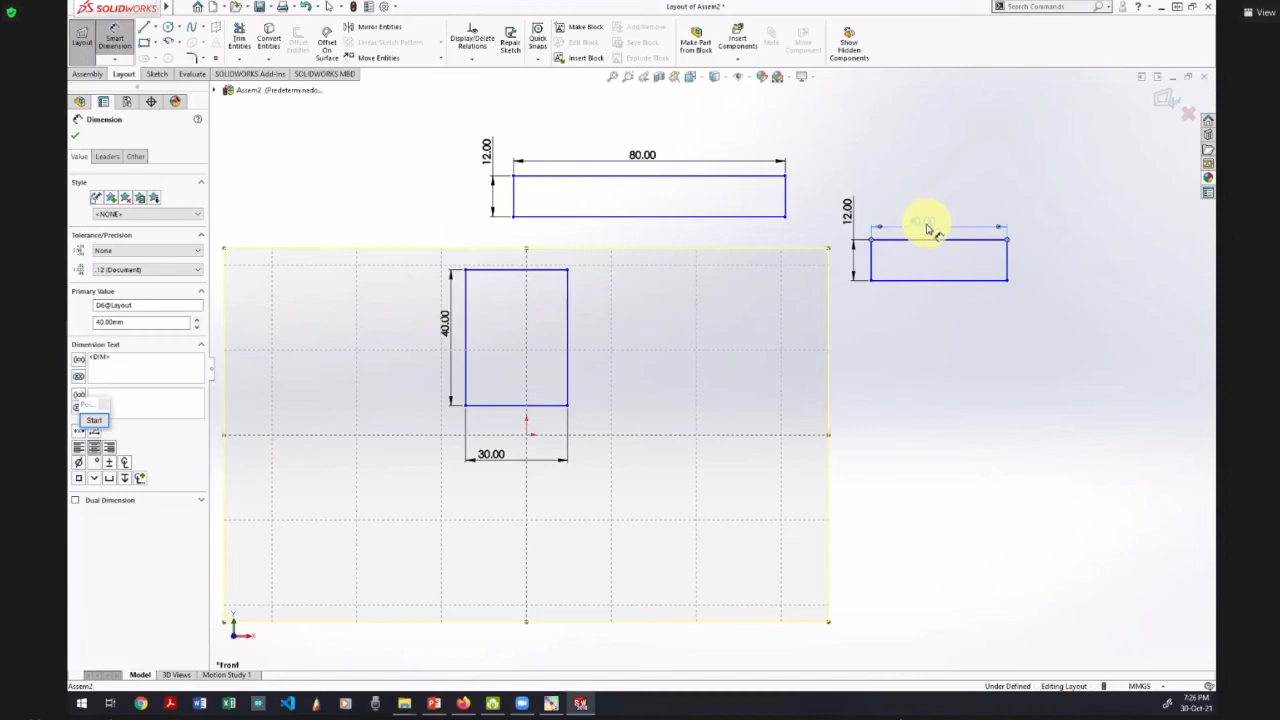 SOLIDWORKS
Layout of Assem2 *
Search Commands
View
Layout
Smart Dimension
Trim Entities
Convert Entities
Offset Entities
Offset On Surface
Mirror Entities
Linear Sketch Pattern
Move Entities
Display/Delete Relations
Repair Sketch
Quick Snaps
Make Block
Edit Block
Insert Block
Add/Remove
Save Block
Explode Block
Make Part from Block
Insert Components
Mate
Move Component
Show Hidden Components
Assembly
Layout
Sketch
Evaluate
SOLIDWORKS Add-Ins
SOLIDWORKS MBD
Assem2 (Predeterminado...
Dimension
Value
Leaders
Other
Style
<NONE>
Tolerance/Precision
None
.12 (Document)
Primary Value
D6@Layout
40.00mm
Dimension Text
<DIM>
Start
Dual Dimension
12.00
80.00
12.00
40.00
40.00
30.00
Y
X
*Front
Model
3D Views
Motion Study 1
Assem2
Under Defined
Editing Layout
MMGS
7:26 PM
30-Oct-21